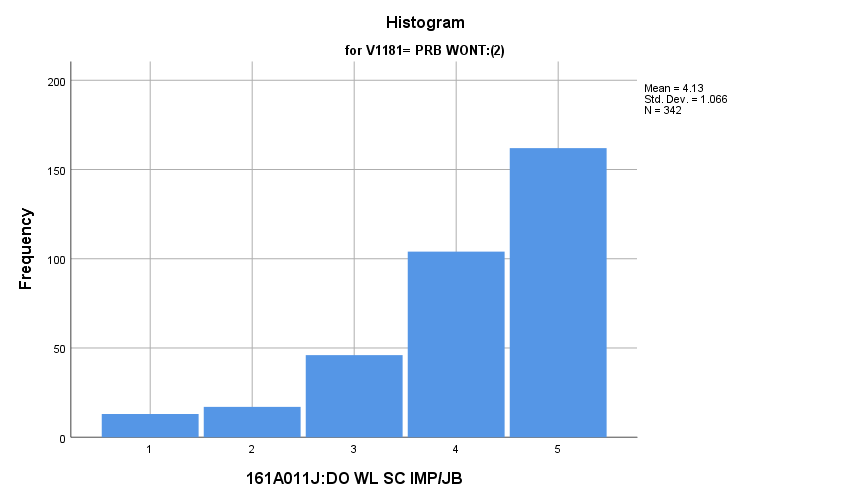 Histogram
for V1181= PRB WONT:(2)
Mean = 4.13
Std. Dev. = 1.066
N = 342
200
150
100
50
0
Frequency
1 2 3 4 5
161A011J:DO WL SC IMP/JB